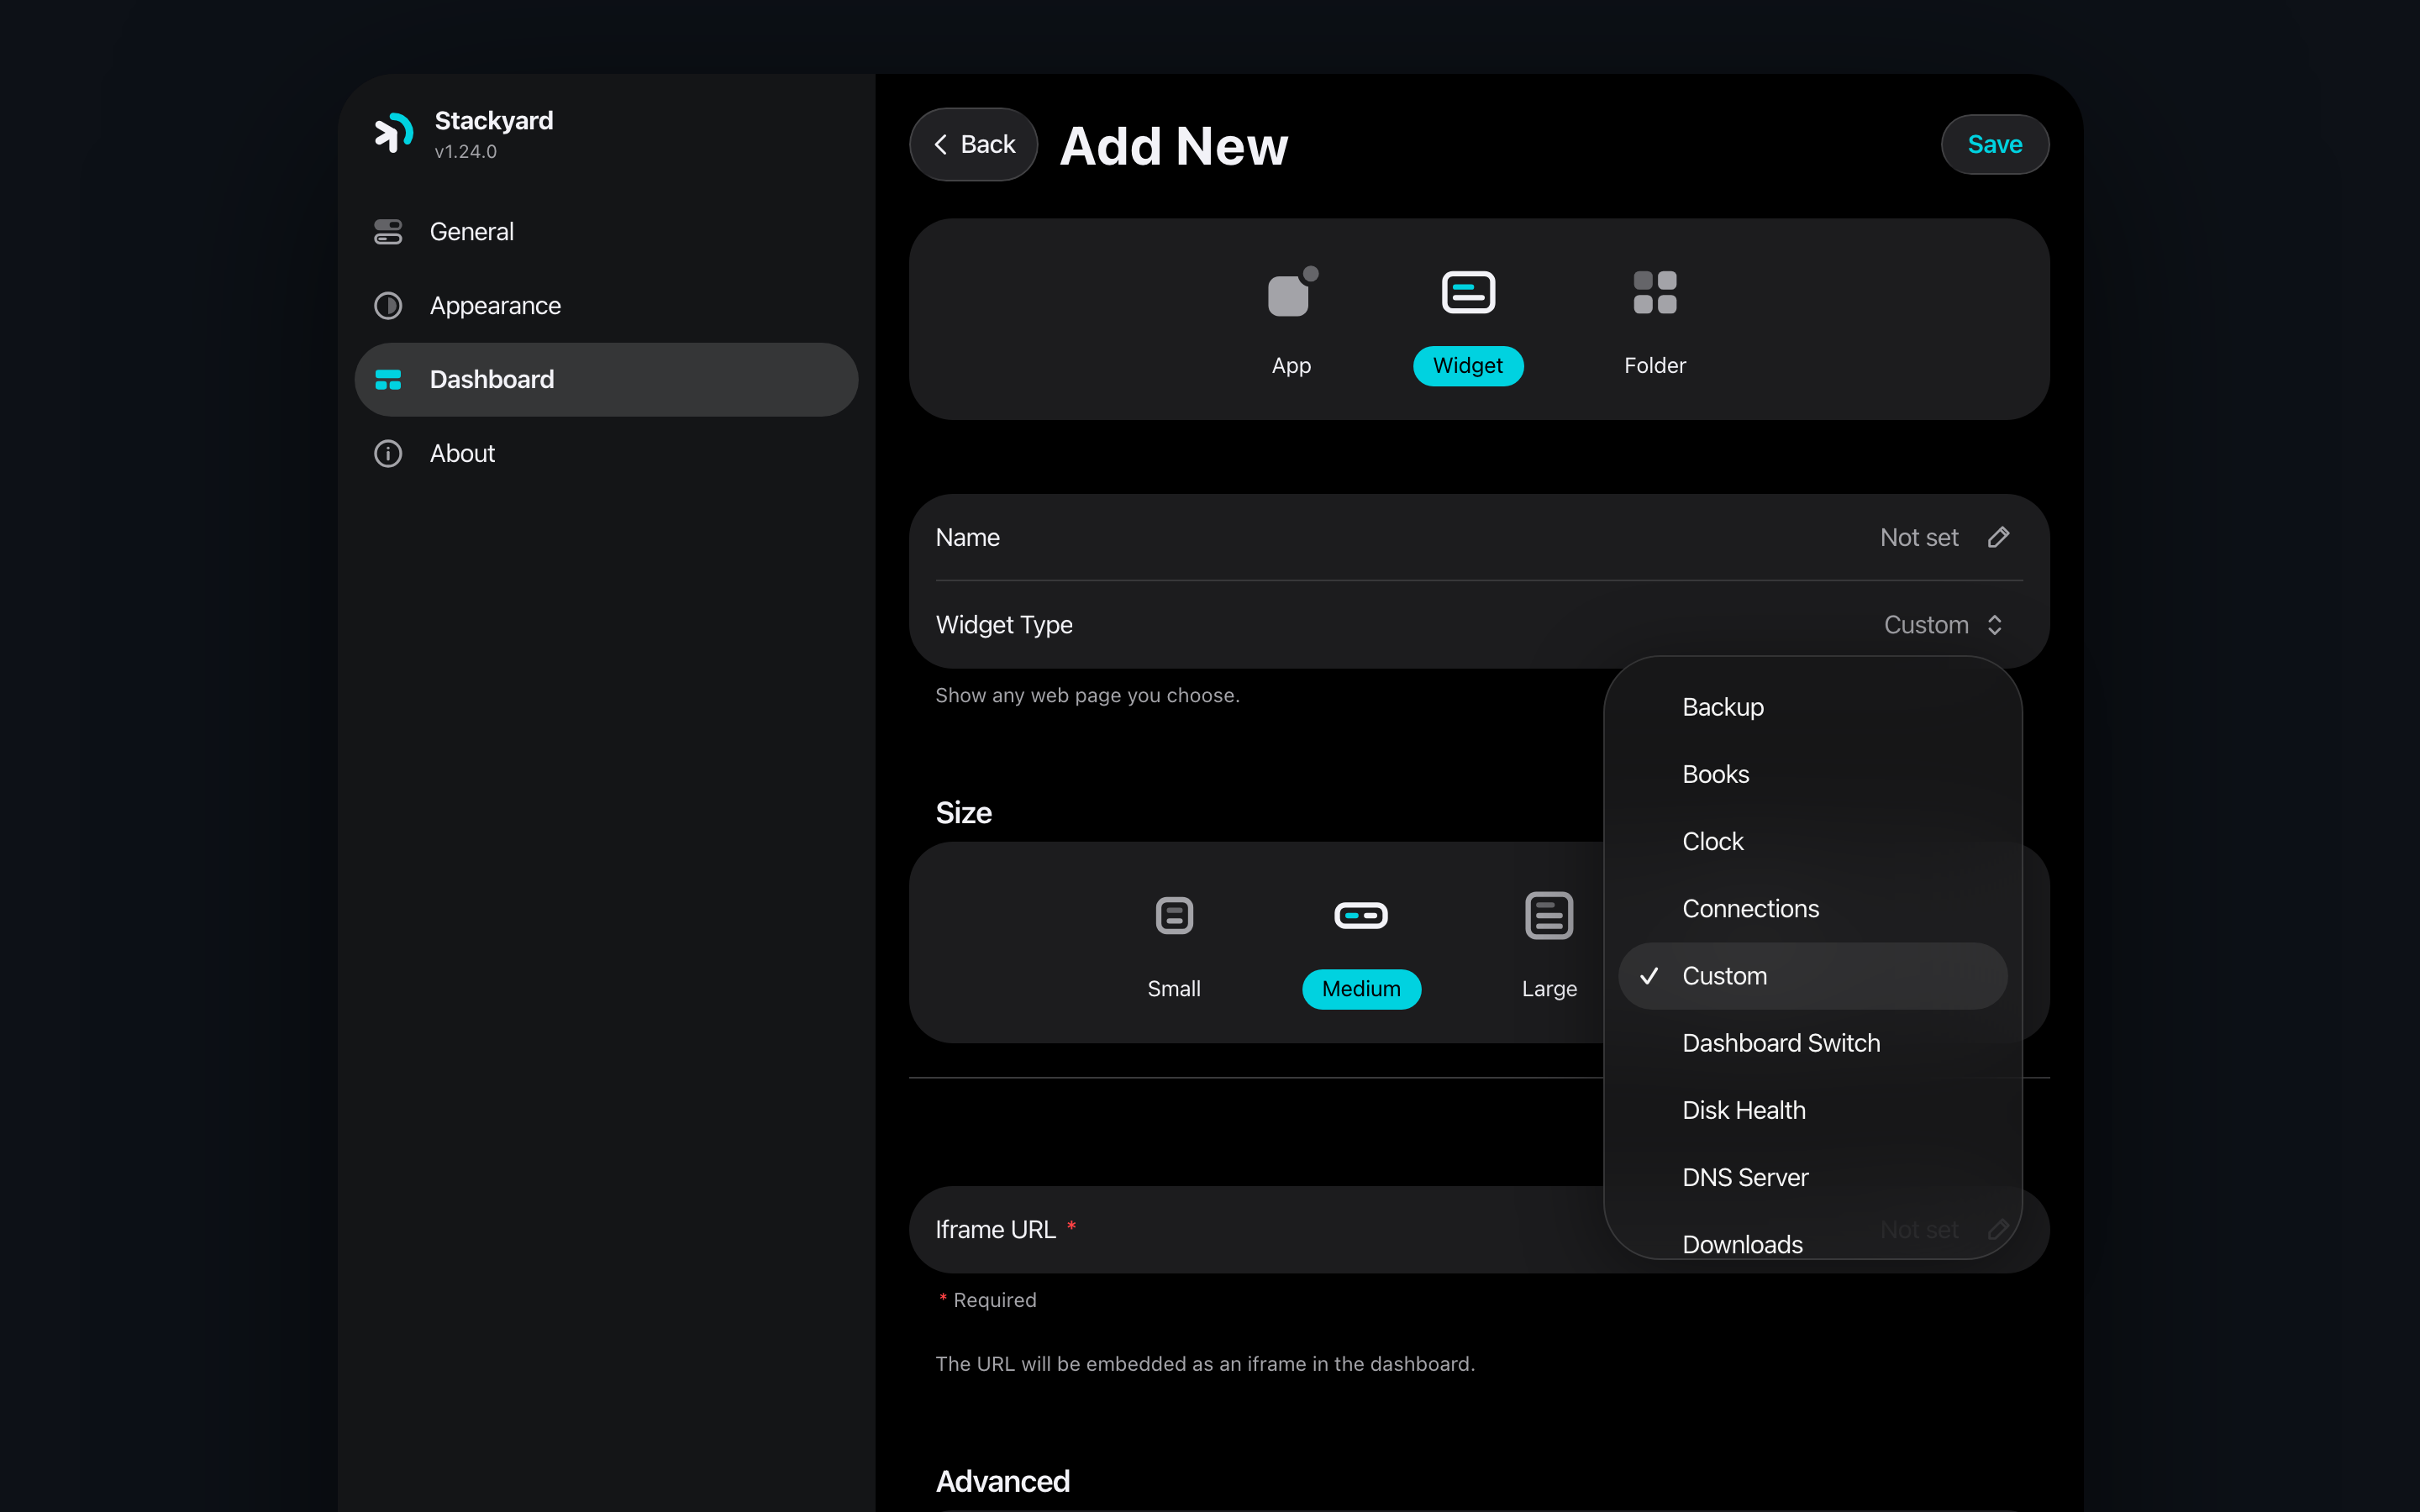 Stackyard
v1.24.0
General
Appearance
Dashboard
About
Back
Add New
Save
App
Widget
Folder
Name
Not set
Widget Type
Custom
Show any web page you choose.
Backup
Books
Clock
Connections
Custom
Dashboard Switch
Disk Health
DNS Server
Downloads
Size
Small
Medium
Large
Iframe URL *
Not set
* Required
The URL will be embedded as an iframe in the dashboard.
Advanced